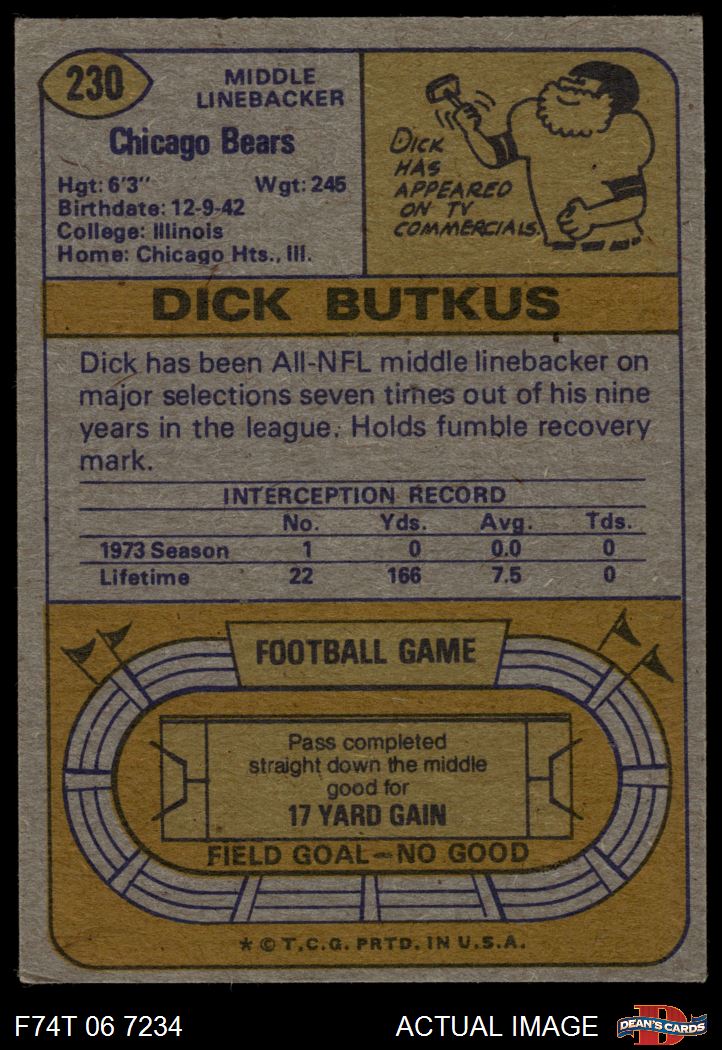 230
MIDDLE
LINEBACKER
Chicago Bears
Hgt: 6'3" Wgt: 245
Birthdate: 12-9-42
College: Illinois
Home: Chicago Hts., Ill.
DICK
HAS
APPEARED
ON TV
COMMERCIALS.
DICK BUTKUS
Dick has been All-NFL middle linebacker on
major selections seven times out of his nine
years in the league. Holds fumble recovery
mark.
INTERCEPTION RECORD
No. Yds. Avg. Tds.
1973 Season 1 0 0.0 0
Lifetime 22 166 7.5 0
FOOTBALL GAME
Pass completed
straight down the middle
good for
17 YARD GAIN
FIELD GOAL—NO GOOD
* © T.C.G. PRTD. IN U.S.A.
F74T 06 7234 ACTUAL IMAGE
D
DEAN'S CARDS